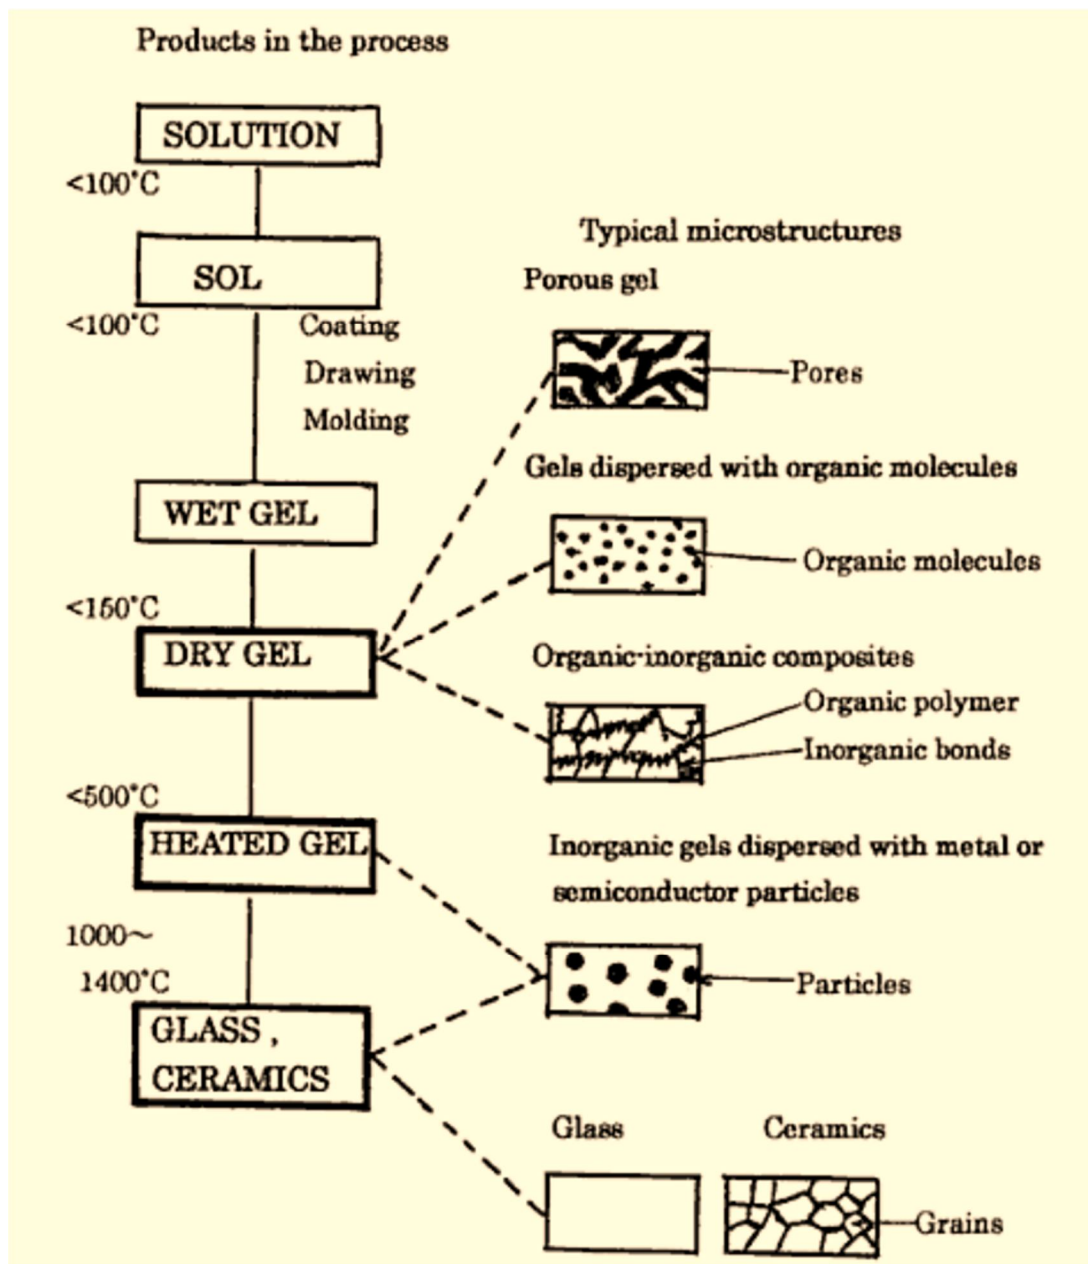 Products in the process
SOLUTION
<100°C
SOL
<100°C
Coating
Drawing
Molding
WET GEL
<150°C
DRY GEL
<500°C
HEATED GEL
1000~
1400°C
GLASS,
CERAMICS
Typical microstructures
Porous gel
Pores
Gels dispersed with organic molecules
Organic molecules
Organic-inorganic composites
Organic polymer
Inorganic bonds
Inorganic gels dispersed with metal or
semiconductor particles
Particles
Glass
Ceramics
Grains